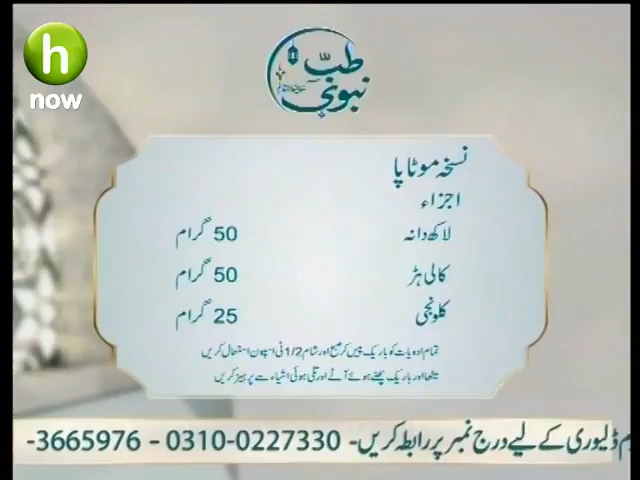 h
now
طبّ
نبوی
نسخہ موٹاپا
اجزاء
لاکھ دانہ 50 گرام
کالی ہڑ 50 گرام
کلونجی 25 گرام
تمام ادویات کو باریک پیس کر صبح اور شام 1/2 ٹی اسپون استعمال کریں
میٹھا اور باریک چھنے ہوئے آٹے اور تلی ہوئی اشیاء سے پرہیز کریں
م ڈلیوری کے لیے درج نمبر پر رابطہ کریں۔ 0310-0227330 - 3665976-